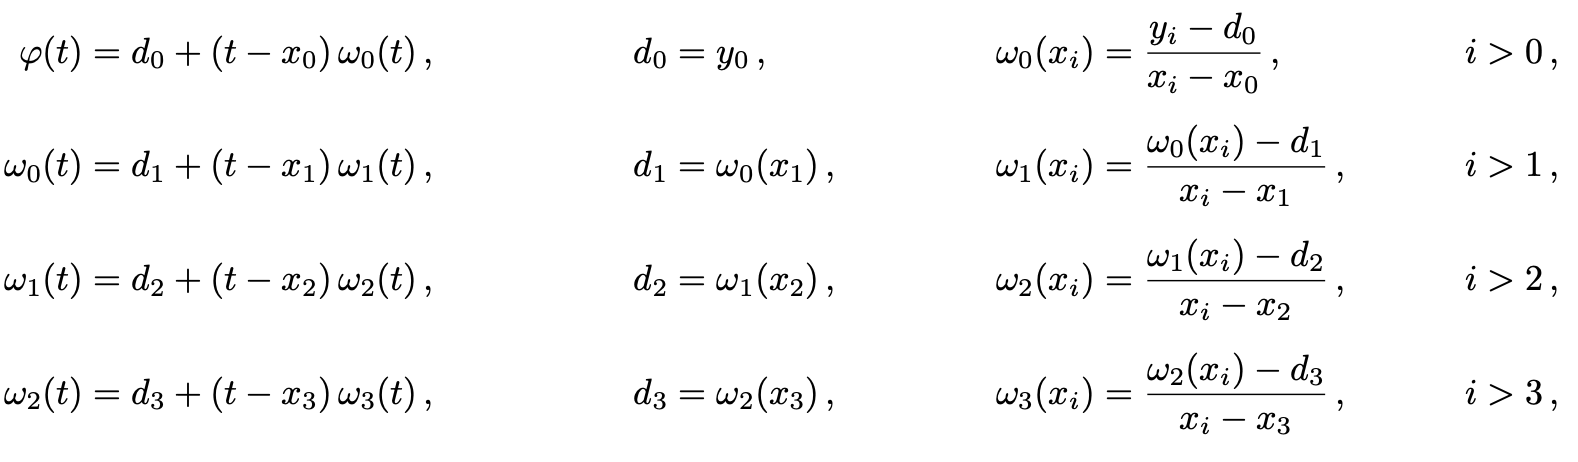 φ(t) = d₀ + (t − x₀) ω₀(t) , d₀ = y₀ , ω₀(xᵢ) = (yᵢ − d₀)/(xᵢ − x₀) , i > 0 ,
ω₀(t) = d₁ + (t − x₁) ω₁(t) , d₁ = ω₀(x₁) , ω₁(xᵢ) = (ω₀(xᵢ) − d₁)/(xᵢ − x₁) , i > 1 ,
ω₁(t) = d₂ + (t − x₂) ω₂(t) , d₂ = ω₁(x₂) , ω₂(xᵢ) = (ω₁(xᵢ) − d₂)/(xᵢ − x₂) , i > 2 ,
ω₂(t) = d₃ + (t − x₃) ω₃(t) , d₃ = ω₂(x₃) , ω₃(xᵢ) = (ω₂(xᵢ) − d₃)/(xᵢ − x₃) , i > 3 ,